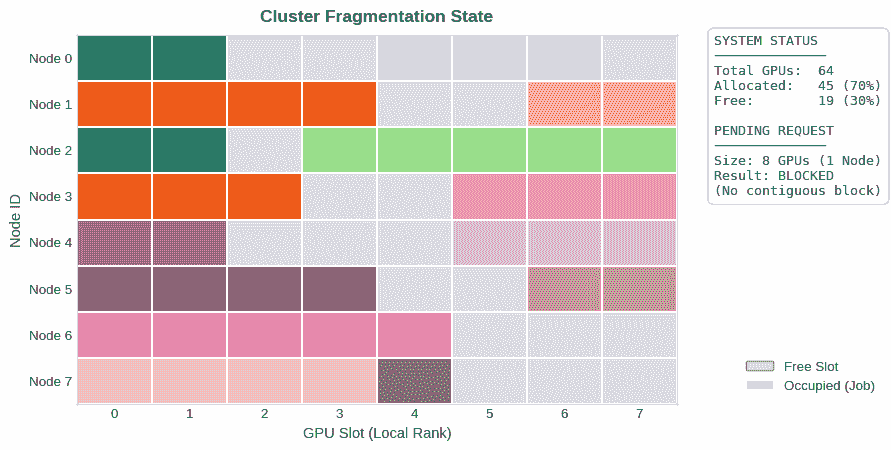 Cluster Fragmentation State
Node ID
Node 0
Node 1
Node 2
Node 3
Node 4
Node 5
Node 6
Node 7
0 1 2 3 4 5 6 7
GPU Slot (Local Rank)
SYSTEM STATUS
Total GPUs: 64
Allocated: 45 (70%)
Free: 19 (30%)
PENDING REQUEST
Size: 8 GPUs (1 Node)
Result: BLOCKED
(No contiguous block)
Free Slot
Occupied (Job)